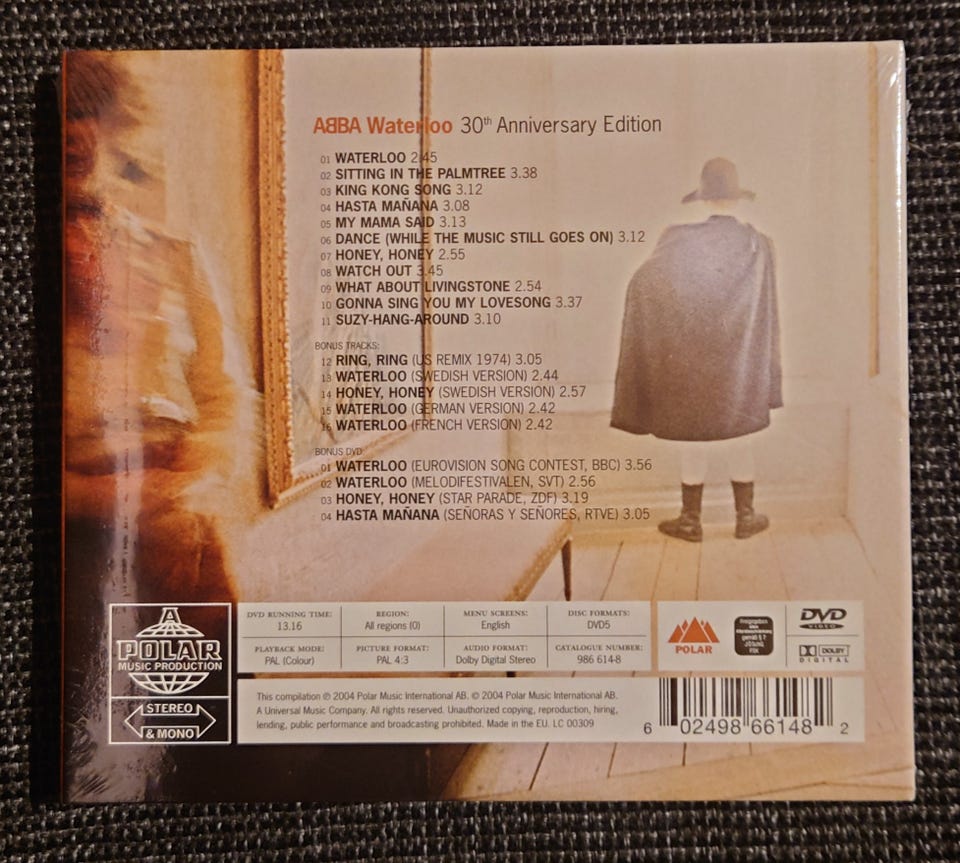 ABBA Waterloo 30th Anniversary Edition
01 WATERLOO 2.45
02 SITTING IN THE PALMTREE 3.38
03 KING KONG SONG 3.12
04 HASTA MAÑANA 3.08
05 MY MAMA SAID 3.13
06 DANCE (WHILE THE MUSIC STILL GOES ON) 3.12
07 HONEY, HONEY 2.55
08 WATCH OUT 3.45
09 WHAT ABOUT LIVINGSTONE 2.54
10 GONNA SING YOU MY LOVESONG 3.37
11 SUZY-HANG-AROUND 3.10
BONUS TRACKS:
12 RING, RING (US REMIX 1974) 3.05
13 WATERLOO (SWEDISH VERSION) 2.44
14 HONEY, HONEY (SWEDISH VERSION) 2.57
15 WATERLOO (GERMAN VERSION) 2.42
16 WATERLOO (FRENCH VERSION) 2.42
BONUS DVD:
01 WATERLOO (EUROVISION SONG CONTEST, BBC) 3.56
02 WATERLOO (MELODIFESTIVALEN, SVT) 2.56
03 HONEY, HONEY (STAR PARADE, ZDF) 3.19
04 HASTA MAÑANA (SEÑORAS Y SEÑORES, RTVE) 3.05
A
POLAR
MUSIC PRODUCTION
STEREO
& MONO
DVD RUNNING TIME:
13.16
REGION:
All regions (0)
MENU SCREENS:
English
DISC FORMATS:
DVD5
PLAYBACK MODE:
PAL (Colour)
PICTURE FORMAT:
PAL 4:3
AUDIO FORMAT:
Dolby Digital Stereo
CATALOGUE NUMBER:
986 614-8
POLAR
Freigegeben
ohne
Altersbeschränkung
gemäß § 7
JÖSchG
FSK
DVD
VIDEO
DOLBY
DIGITAL
This compilation ℗ 2004 Polar Music International AB. © 2004 Polar Music International AB.
A Universal Music Company. All rights reserved. Unauthorized copying, reproduction, hiring,
lending, public performance and broadcasting prohibited. Made in the EU. LC 00309
6 02498 66148 2